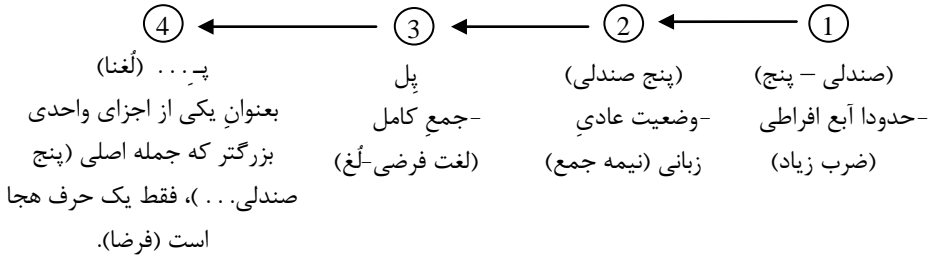 1 2 3 4
(صندلی – پنج)
-حدودا آبع افراطی
(ضرب زیاد)
(پنج صندلی)
-وضعیت عادیِ
زبانی (نیمه جمع)
پِل
-جمعِ کامل
(لغت فرضی-لُغ)
پـِ... (لُغنا)
بعنوانِ یکی از اجزای واحدی
بزرگتر که جمله اصلی (پنج
صندلی...)، فقط یک حرف هجا
است (فرضا).